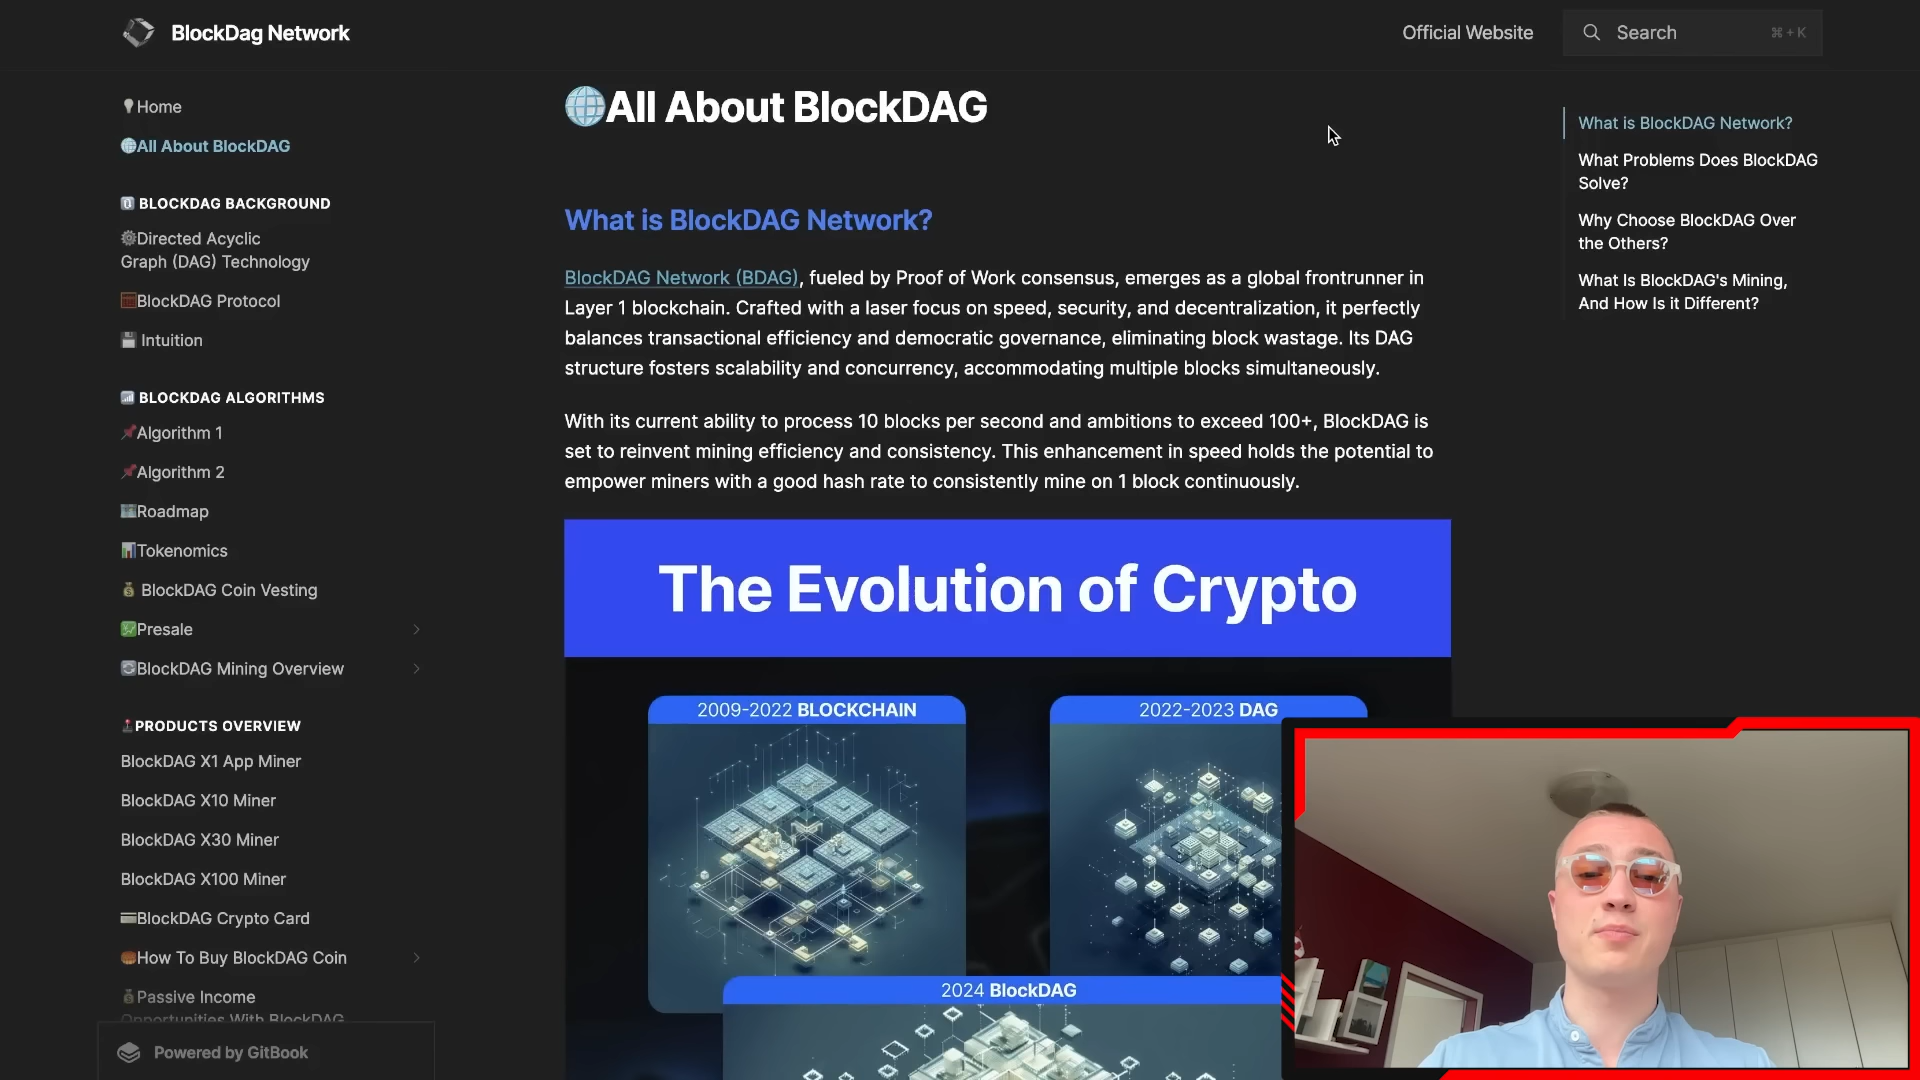 BlockDag Network
Official Website
Search
⌘ + K
Home
All About BlockDAG
BLOCKDAG BACKGROUND
Directed Acyclic
Graph (DAG) Technology
BlockDAG Protocol
Intuition
BLOCKDAG ALGORITHMS
Algorithm 1
Algorithm 2
Roadmap
Tokenomics
BlockDAG Coin Vesting
Presale
BlockDAG Mining Overview
PRODUCTS OVERVIEW
BlockDAG X1 App Miner
BlockDAG X10 Miner
BlockDAG X30 Miner
BlockDAG X100 Miner
BlockDAG Crypto Card
How To Buy BlockDAG Coin
Passive Income
Opportunities With BlockDAG
Powered by GitBook
All About BlockDAG
What is BlockDAG Network?
BlockDAG Network (BDAG), fueled by Proof of Work consensus, emerges as a global frontrunner in
Layer 1 blockchain. Crafted with a laser focus on speed, security, and decentralization, it perfectly
balances transactional efficiency and democratic governance, eliminating block wastage. Its DAG
structure fosters scalability and concurrency, accommodating multiple blocks simultaneously.
With its current ability to process 10 blocks per second and ambitions to exceed 100+, BlockDAG is
set to reinvent mining efficiency and consistency. This enhancement in speed holds the potential to
empower miners with a good hash rate to consistently mine on 1 block continuously.
The Evolution of Crypto
2009-2022 BLOCKCHAIN
2022-2023 DAG
2024 BlockDAG
What is BlockDAG Network?
What Problems Does BlockDAG
Solve?
Why Choose BlockDAG Over
the Others?
What Is BlockDAG's Mining,
And How Is it Different?